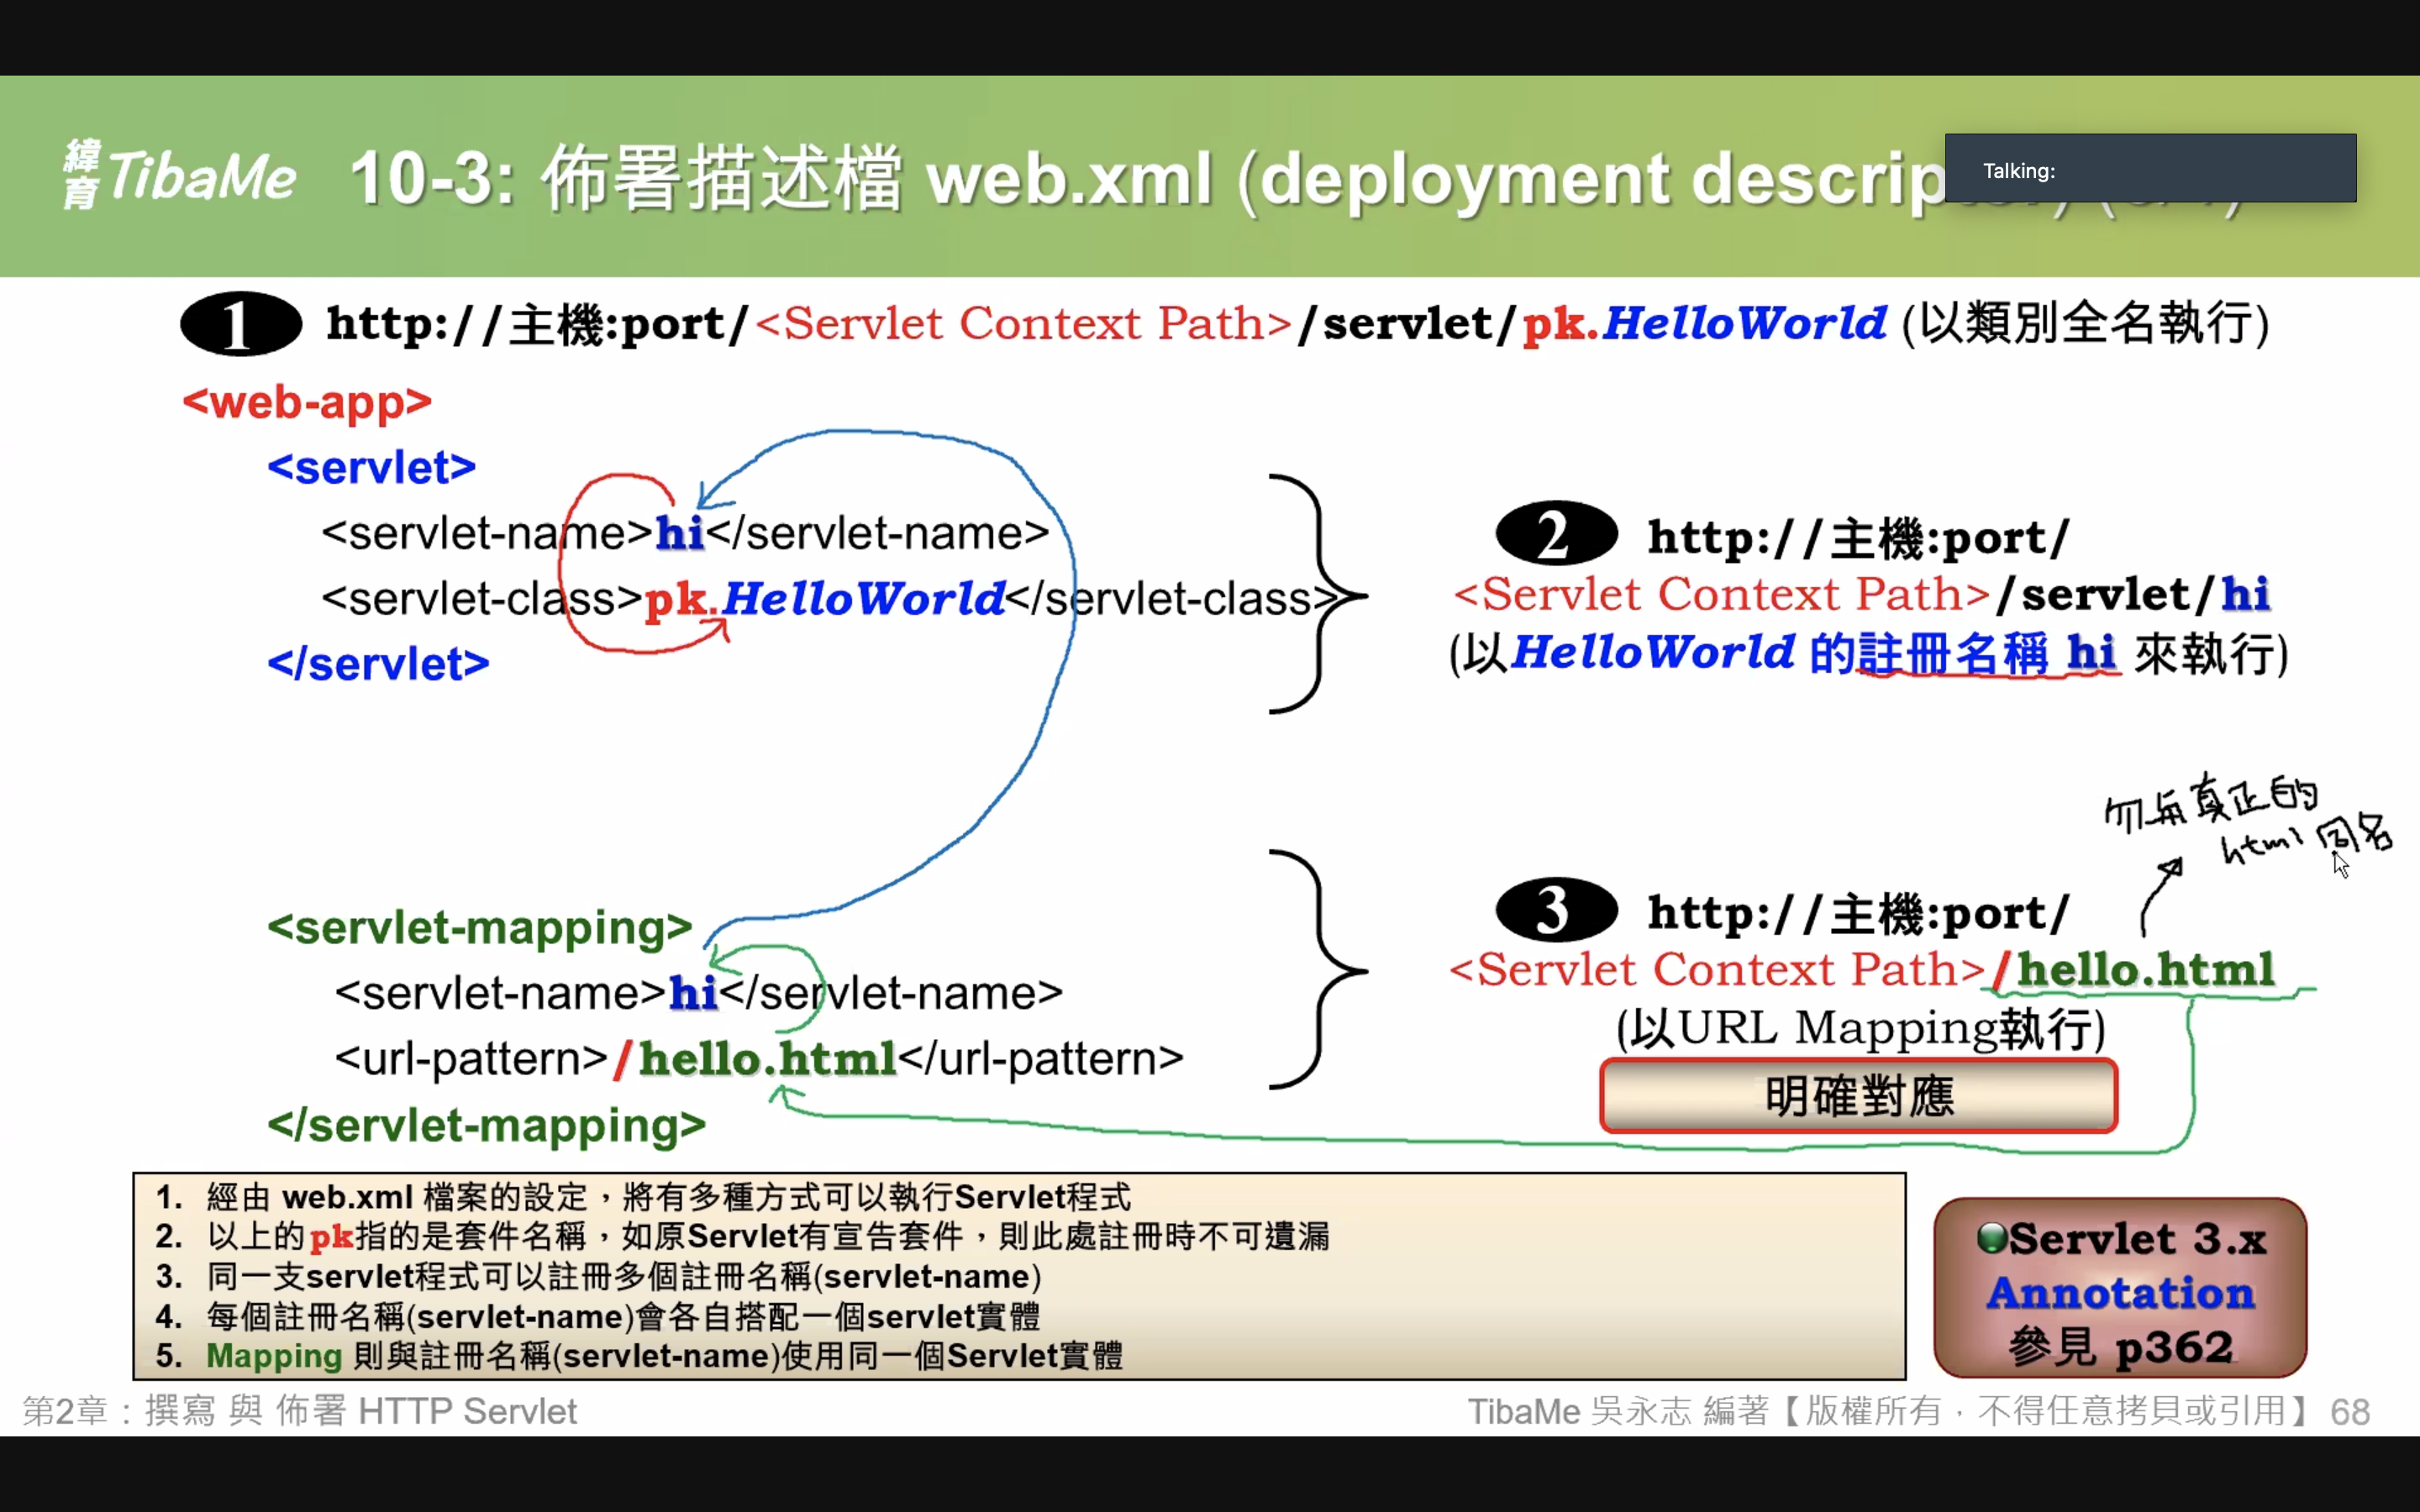 緯育 TibaMe 10-3: 佈署描述檔 web.xml (deployment descrip
Talking:
1 http://主機:port/<Servlet Context Path>/servlet/pk.HelloWorld (以類別全名執行)
<web-app>
<servlet>
<servlet-name>hi</servlet-name>
<servlet-class>pk.HelloWorld</servlet-class>
</servlet>
2 http://主機:port/
<Servlet Context Path>/servlet/hi
(以HelloWorld 的註冊名稱 hi 來執行)
<servlet-mapping>
<servlet-name>hi</servlet-name>
<url-pattern>/hello.html</url-pattern>
</servlet-mapping>
勿與真正的
html 同名
3 http://主機:port/
<Servlet Context Path>/hello.html
(以URL Mapping執行)
明確對應
1. 經由 web.xml 檔案的設定，將有多種方式可以執行Servlet程式
2. 以上的pk指的是套件名稱，如原Servlet有宣告套件，則此處註冊時不可遺漏
3. 同一支servlet程式可以註冊多個註冊名稱(servlet-name)
4. 每個註冊名稱(servlet-name)會各自搭配一個servlet實體
5. Mapping 則與註冊名稱(servlet-name)使用同一個Servlet實體
Servlet 3.x
Annotation
參見 p362
第2章：撰寫 與 佈署 HTTP Servlet
TibaMe 吳永志 編著【版權所有，不得任意拷貝或引用】 68